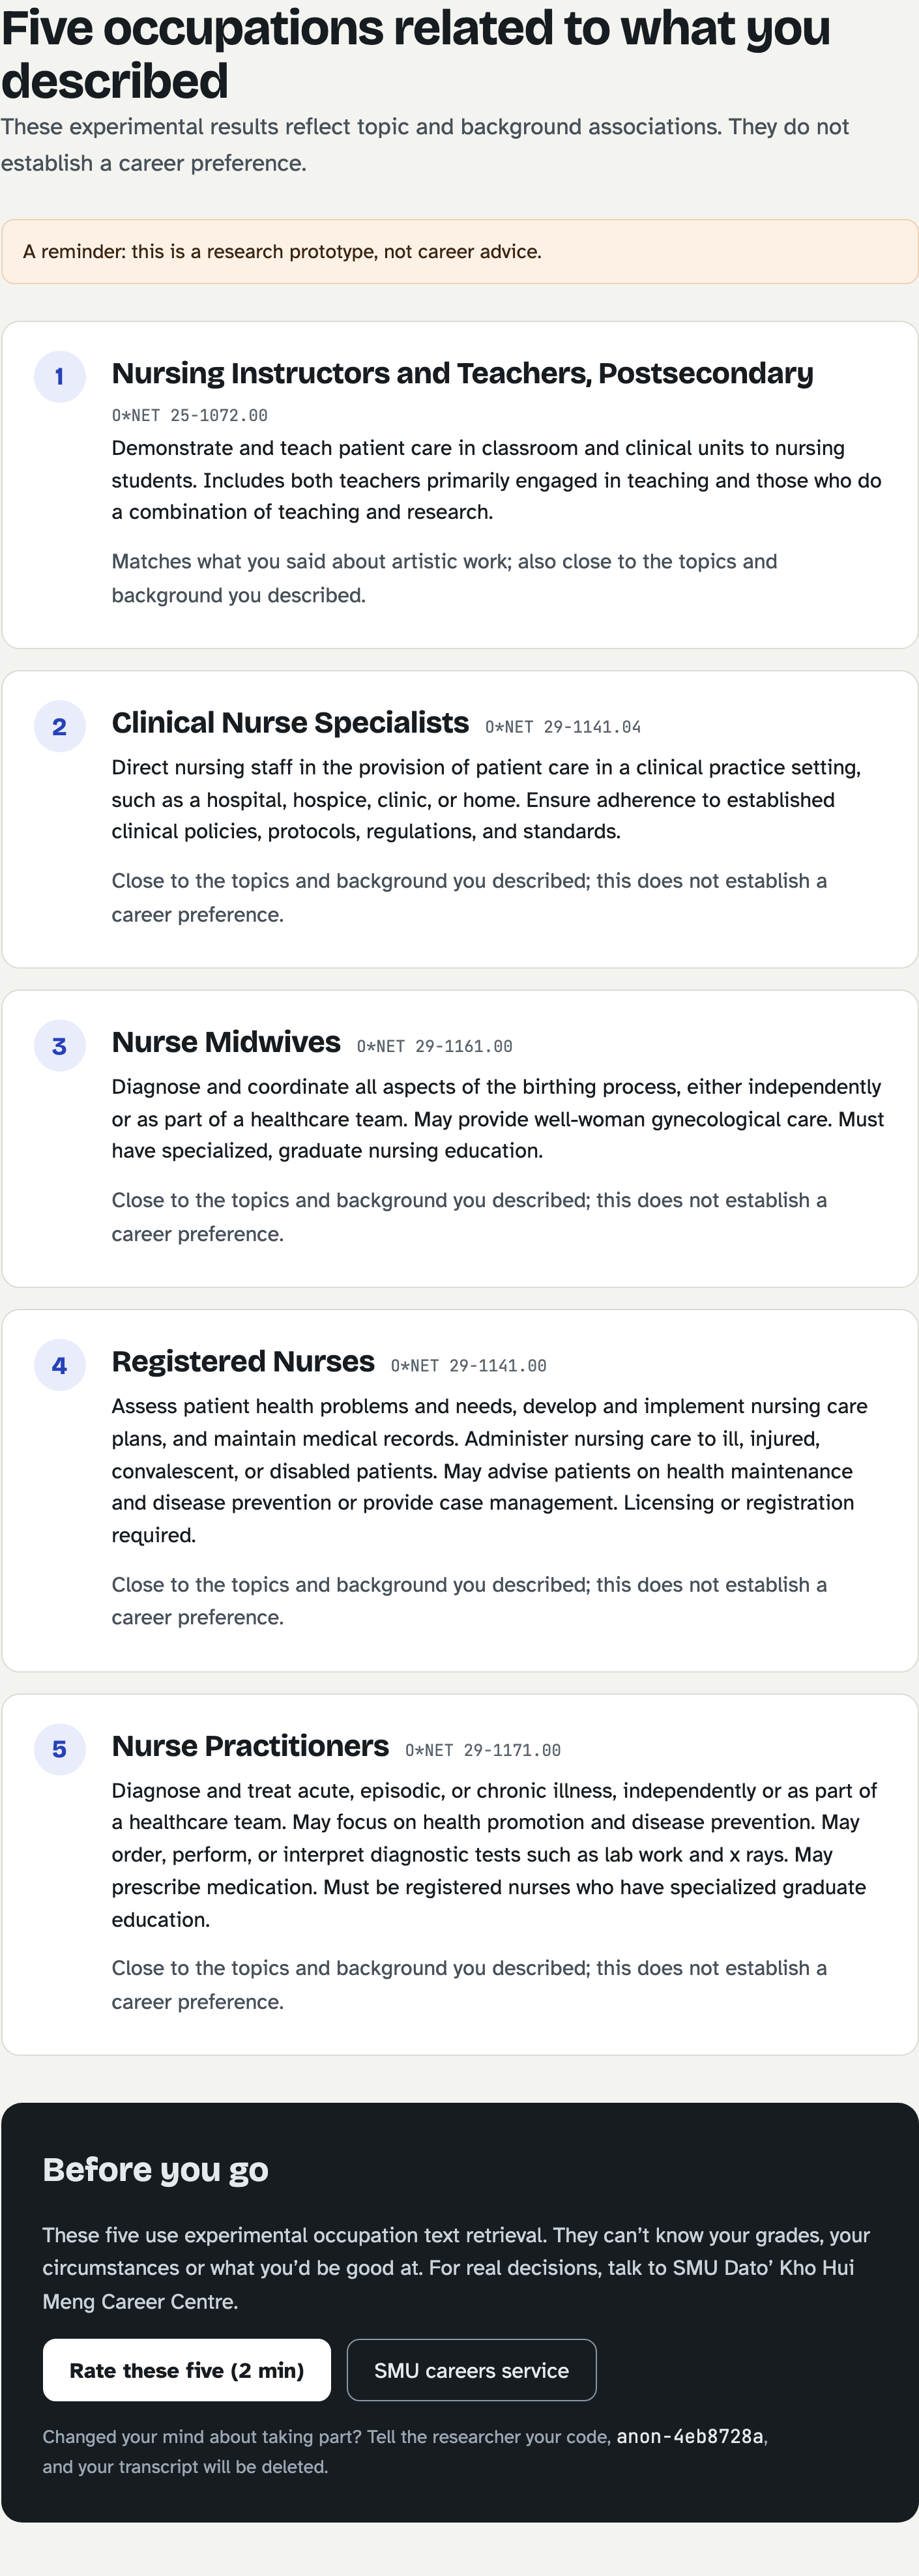 Five occupations related to what you
described
These experimental results reflect topic and background associations. They do not
establish a career preference.
A reminder: this is a research prototype, not career advice.
1
Nursing Instructors and Teachers, Postsecondary
O*NET 25-1072.00
Demonstrate and teach patient care in classroom and clinical units to nursing
students. Includes both teachers primarily engaged in teaching and those who do
a combination of teaching and research.
Matches what you said about artistic work; also close to the topics and
background you described.
2
Clinical Nurse Specialists O*NET 29-1141.04
Direct nursing staff in the provision of patient care in a clinical practice setting,
such as a hospital, hospice, clinic, or home. Ensure adherence to established
clinical policies, protocols, regulations, and standards.
Close to the topics and background you described; this does not establish a
career preference.
3
Nurse Midwives O*NET 29-1161.00
Diagnose and coordinate all aspects of the birthing process, either independently
or as part of a healthcare team. May provide well-woman gynecological care. Must
have specialized, graduate nursing education.
Close to the topics and background you described; this does not establish a
career preference.
4
Registered Nurses O*NET 29-1141.00
Assess patient health problems and needs, develop and implement nursing care
plans, and maintain medical records. Administer nursing care to ill, injured,
convalescent, or disabled patients. May advise patients on health maintenance
and disease prevention or provide case management. Licensing or registration
required.
Close to the topics and background you described; this does not establish a
career preference.
5
Nurse Practitioners O*NET 29-1171.00
Diagnose and treat acute, episodic, or chronic illness, independently or as part of
a healthcare team. May focus on health promotion and disease prevention. May
order, perform, or interpret diagnostic tests such as lab work and x rays. May
prescribe medication. Must be registered nurses who have specialized graduate
education.
Close to the topics and background you described; this does not establish a
career preference.
Before you go
These five use experimental occupation text retrieval. They can’t know your grades, your
circumstances or what you’d be good at. For real decisions, talk to SMU Dato’ Kho Hui
Meng Career Centre.
Rate these five (2 min)
SMU careers service
Changed your mind about taking part? Tell the researcher your code, anon-4eb8728a,
and your transcript will be deleted.